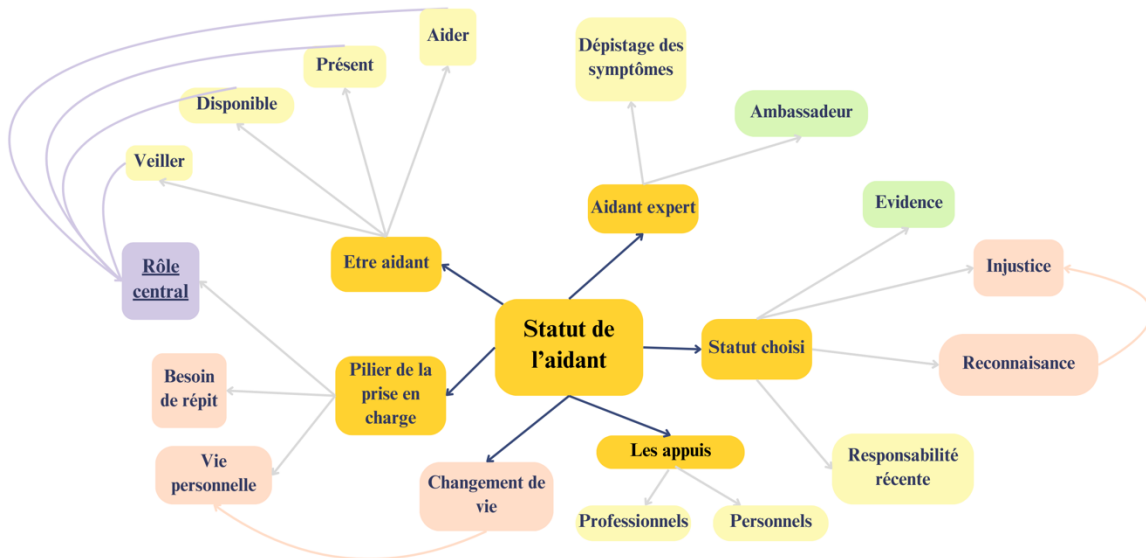 Aider
Dépistage des
symptômes
Présent
Disponible
Ambassadeur
Veiller
Aidant expert
Evidence
Rôle
central
Etre aidant
Injustice
Statut de
l'aidant
Statut choisi
Reconnaisance
Pilier de la
prise en
charge
Besoin
de répit
Les appuis
Vie
personnelle
Changement de
vie
Responsabilité
récente
Professionnels
Personnels